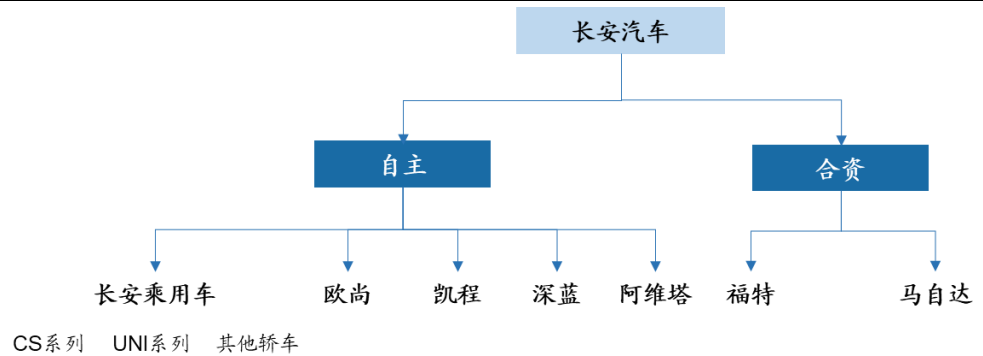 长安汽车
自主
合资
长安乘用车 欧尚 凯程 深蓝 阿维塔 福特 马自达
CS系列 UNI系列 其他轿车